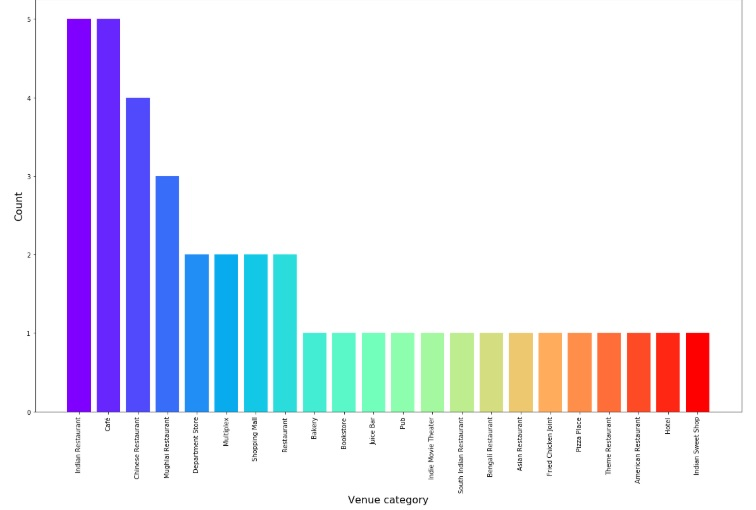 5
4
3
2
1
0
Count
Indian Restaurant
Café
Chinese Restaurant
Mughlai Restaurant
Department Store
Multiplex
Shopping Mall
Restaurant
Bakery
Bookstore
Juice Bar
Pub
Indie Movie Theater
South Indian Restaurant
Bengali Restaurant
Asian Restaurant
Fried Chicken Joint
Pizza Place
Theme Restaurant
American Restaurant
Hotel
Indian Sweet Shop
Venue category